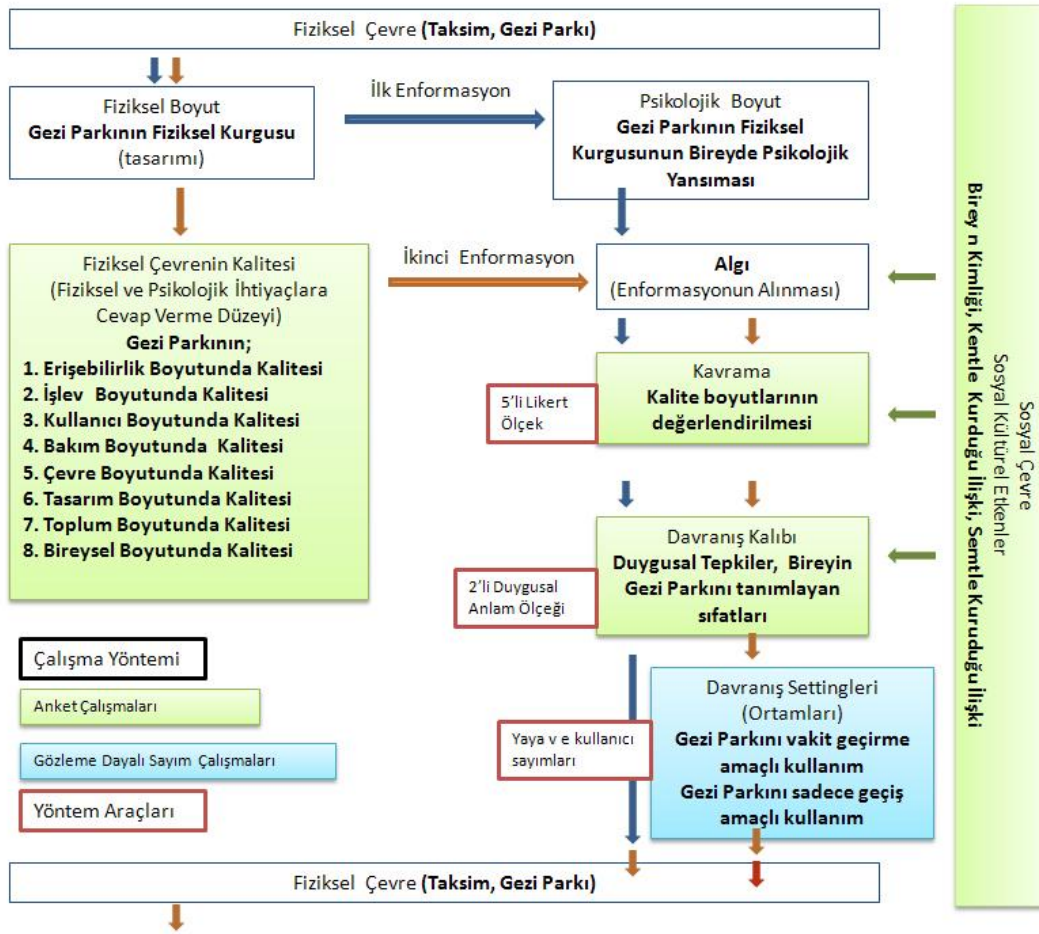 Fiziksel Çevre (Taksim, Gezi Parkı)
Fiziksel Boyut
Gezi Parkının Fiziksel Kurgusu
(tasarımı)
İlk Enformasyon
Psikolojik Boyut
Gezi Parkının Fiziksel
Kurgusunun Bireyde Psikolojik
Yansıması
Fiziksel Çevrenin Kalitesi
(Fiziksel ve Psikolojik İhtiyaçlara
Cevap Verme Düzeyi)
Gezi Parkının;
1. Erişebilirlik Boyutunda Kalitesi
2. İşlev Boyutunda Kalitesi
3. Kullanıcı Boyutunda Kalitesi
4. Bakım Boyutunda Kalitesi
5. Çevre Boyutunda Kalitesi
6. Tasarım Boyutunda Kalitesi
7. Toplum Boyutunda Kalitesi
8. Bireysel Boyutunda Kalitesi
İkinci Enformasyon
Algı
(Enformasyonun Alınması)
5'li Likert
Ölçek
Kavrama
Kalite boyutlarının
değerlendirilmesi
2'li Duygusal
Anlam Ölçeği
Davranış Kalıbı
Duygusal Tepkiler, Bireyin
Gezi Parkını tanımlayan
sıfatları
Yaya v e kullanıcı
sayımları
Davranış Settingleri
(Ortamları)
Gezi Parkını vakit geçirme
amaçlı kullanım
Gezi Parkını sadece geçiş
amaçlı kullanım
Çalışma Yöntemi
Anket Çalışmaları
Gözleme Dayalı Sayım Çalışmaları
Yöntem Araçları
Fiziksel Çevre (Taksim, Gezi Parkı)
Sosyal Çevre
Sosyal Kültürel Etkenler
Birey n Kimliği, Kentle Kurduğu İlişki, Semtle Kuruduğu İlişki